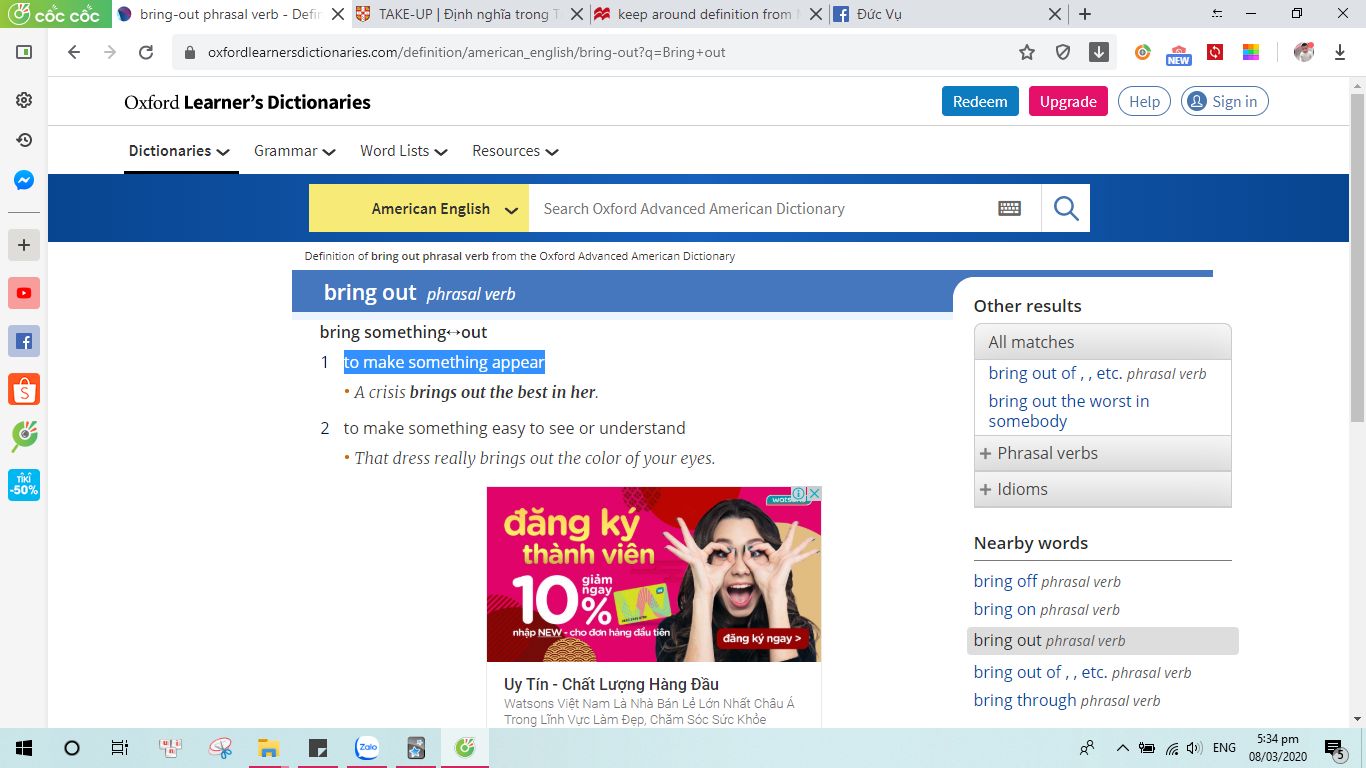 cốc cốc
bring-out phrasal verb - Defin
TAKE-UP | Định nghĩa trong T
keep around definition from M
Đức Vụ
oxfordlearnersdictionaries.com/definition/american_english/bring-out?q=Bring+out
NEW
Oxford Learner's Dictionaries
Redeem
Upgrade
Help
Sign in
Dictionaries
Grammar
Word Lists
Resources
American English
Search Oxford Advanced American Dictionary
Definition of bring out phrasal verb from the Oxford Advanced American Dictionary
bring out phrasal verb
bring something↔out
1 to make something appear
• A crisis brings out the best in her.
2 to make something easy to see or understand
• That dress really brings out the color of your eyes.
Other results
All matches
bring out of , , etc. phrasal verb
bring out the worst in
somebody
+ Phrasal verbs
+ Idioms
Nearby words
bring off phrasal verb
bring on phrasal verb
bring out phrasal verb
bring out of , , etc. phrasal verb
bring through phrasal verb
watsons
đăng ký
thành viên
10%
giảm
ngay
nhập NEW - cho đơn hàng đầu tiên
đăng ký ngay >
Uy Tín - Chất Lượng Hàng Đầu
Watsons Việt Nam Là Nhà Bán Lẻ Lớn Nhất Châu Á
Trong Lĩnh Vực Làm Đẹp, Chăm Sóc Sức Khỏe
TIKI
-50%
Zalo
ENG
5:34 pm
08/03/2020
5